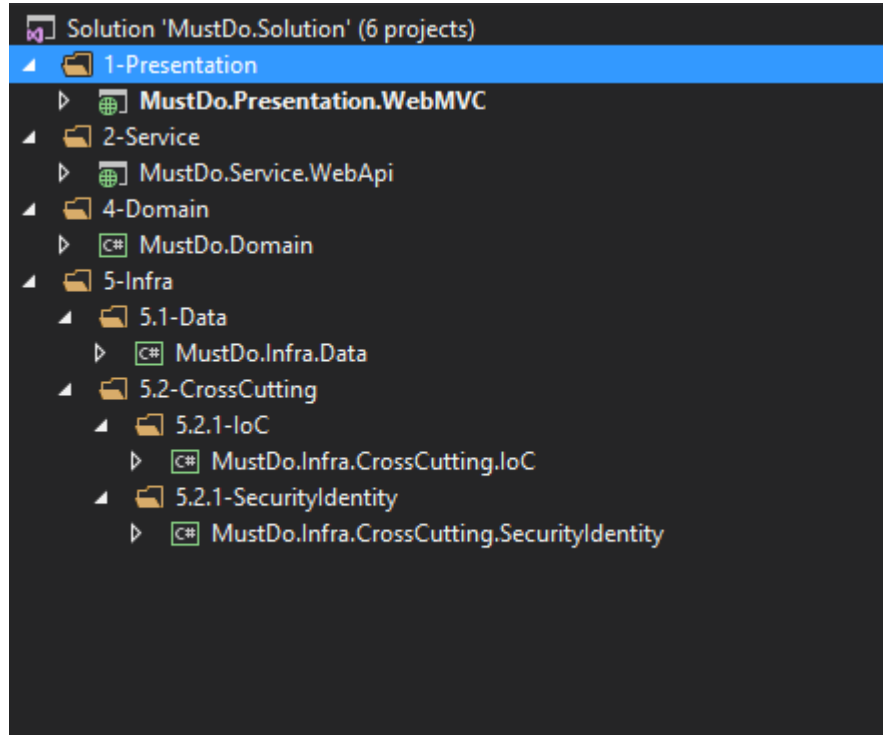 Solution 'MustDo.Solution' (6 projects)
1-Presentation
MustDo.Presentation.WebMVC
2-Service
MustDo.Service.WebApi
4-Domain
C# MustDo.Domain
5-Infra
5.1-Data
C# MustDo.Infra.Data
5.2-CrossCutting
5.2.1-IoC
C# MustDo.Infra.CrossCutting.IoC
5.2.1-SecurityIdentity
C# MustDo.Infra.CrossCutting.SecurityIdentity